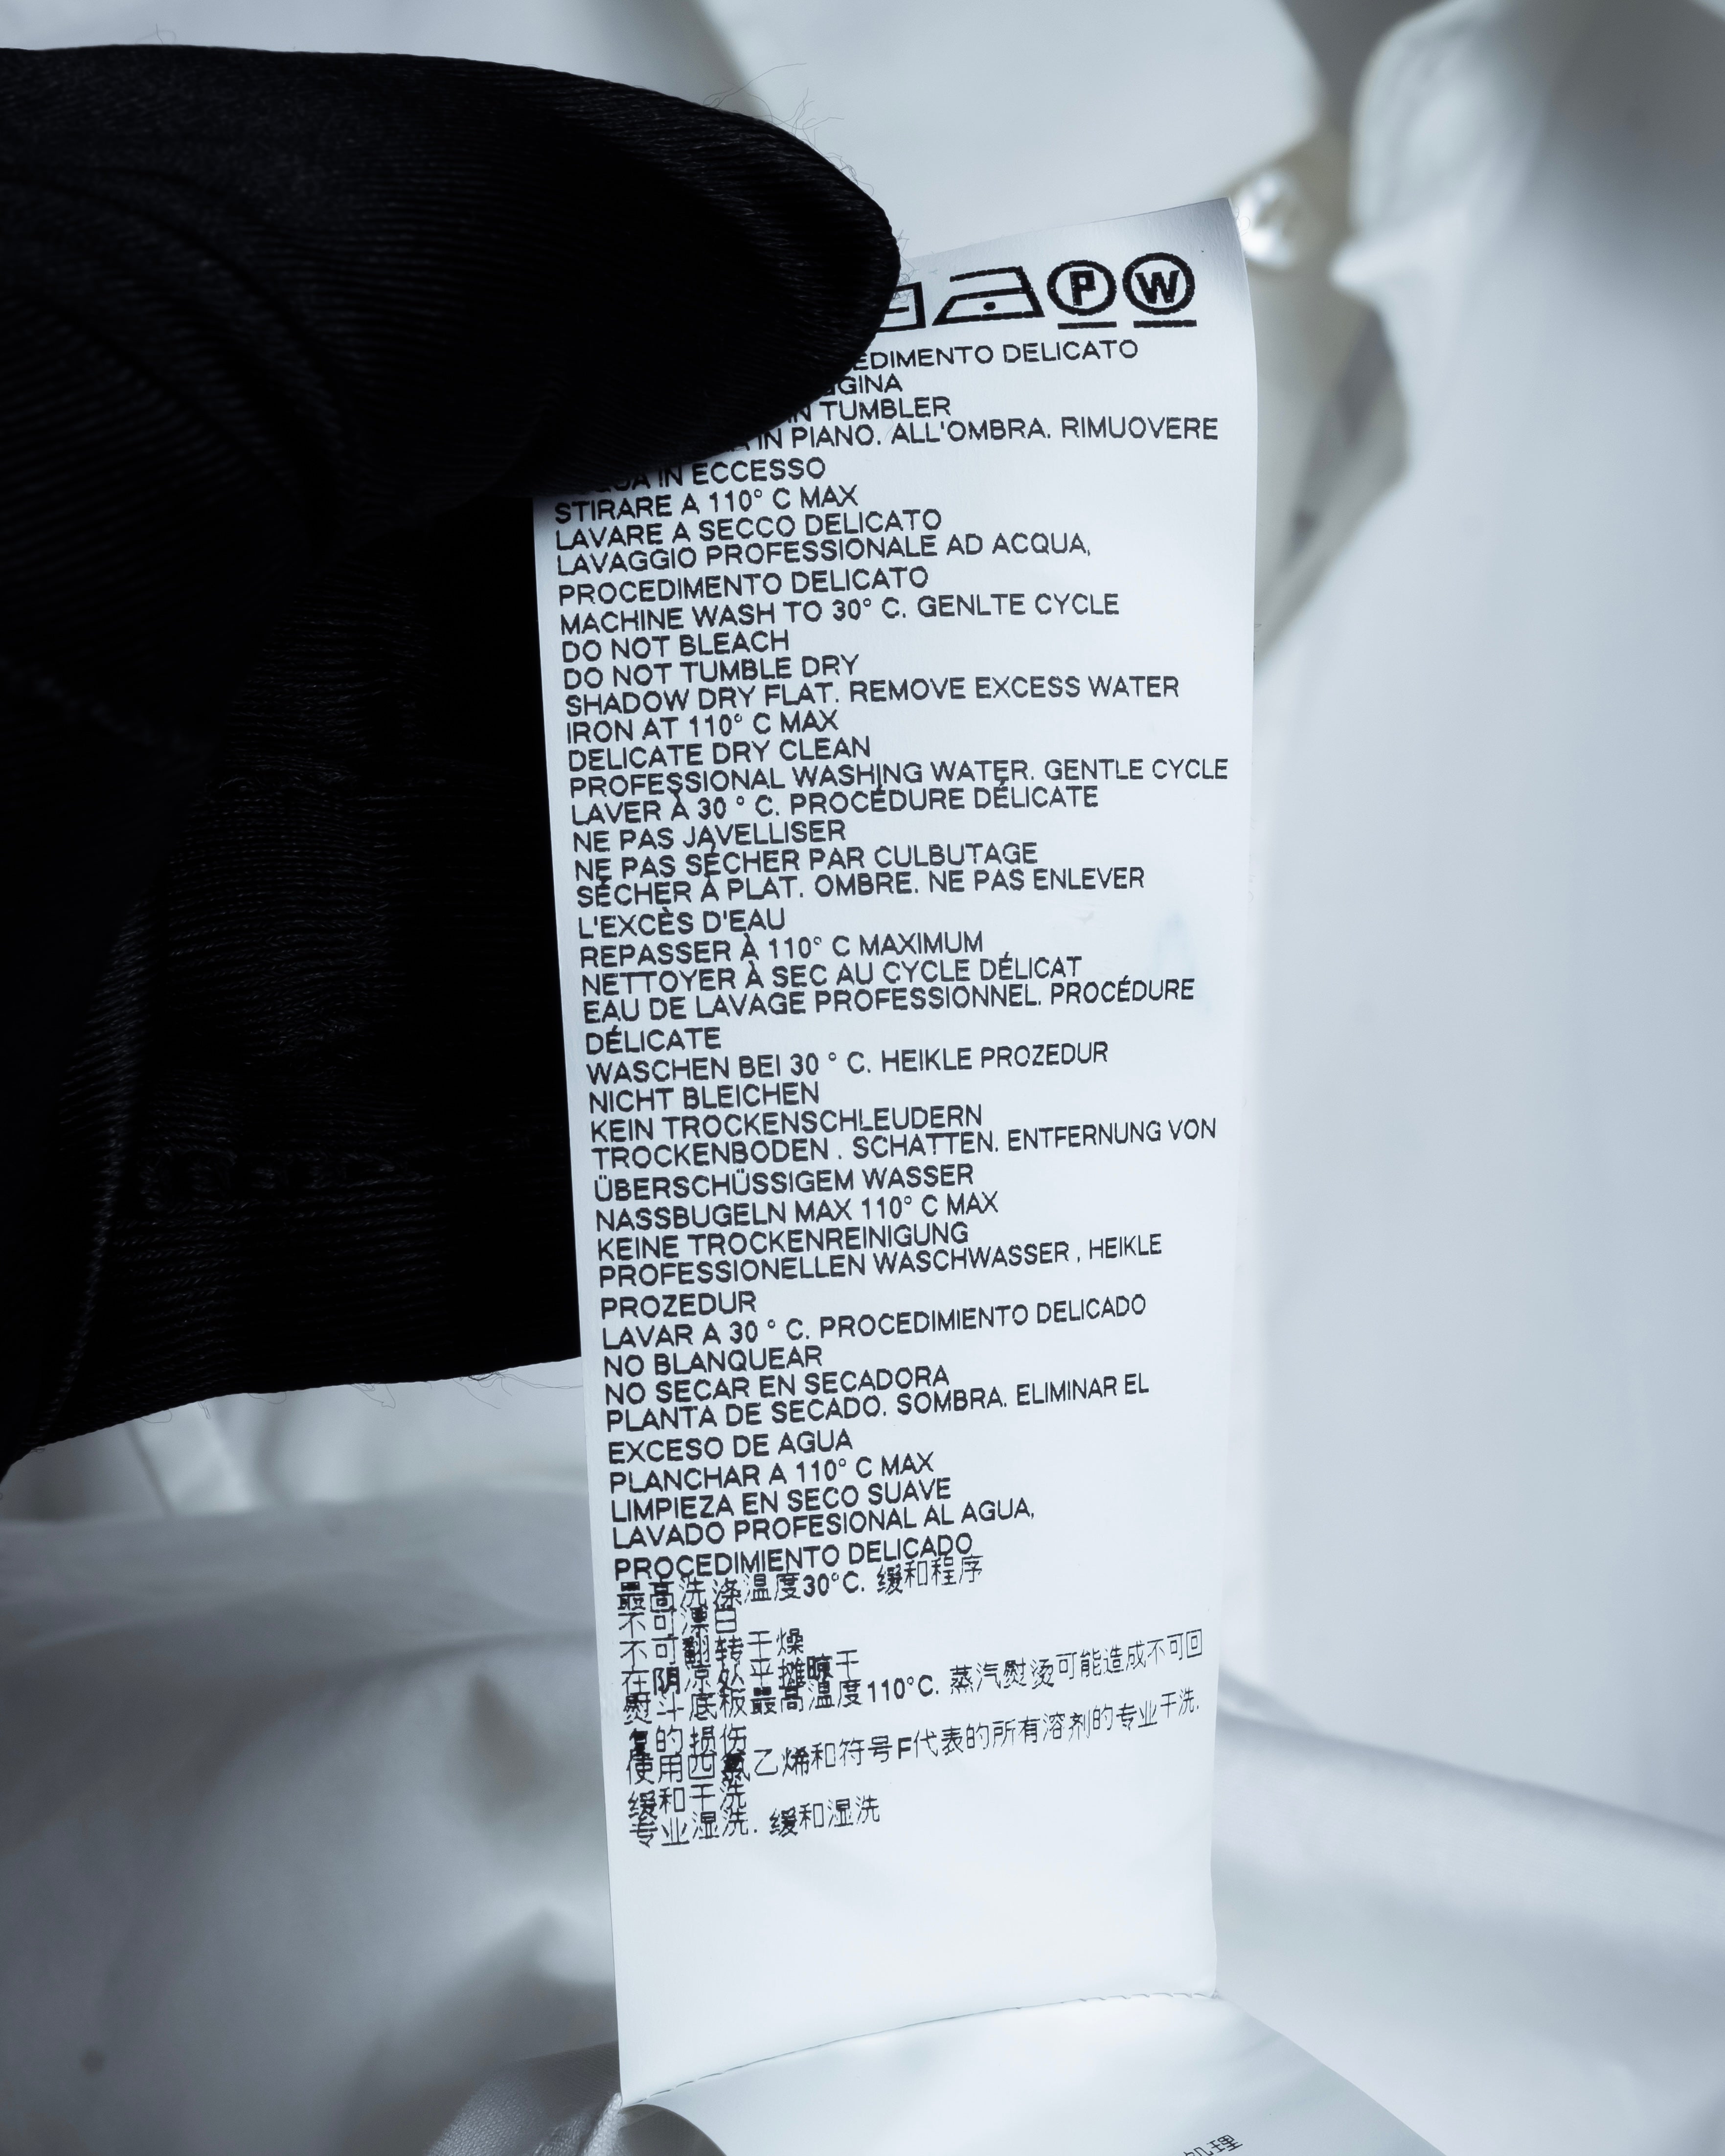 P W
DELICATO
TUMBLER
IN PIANO. ALL'OMBRA. RIMUOVERE
IN ECCESSO
STIRARE A 110° C MAX
LAVARE A SECCO DELICATO
LAVAGGIO PROFESSIONALE AD ACQUA,
PROCEDIMENTO DELICATO
MACHINE WASH TO 30° C. GENLTE CYCLE
DO NOT BLEACH
DO NOT TUMBLE DRY
SHADOW DRY FLAT. REMOVE EXCESS WATER
IRON AT 110° C MAX
DELICATE DRY CLEAN
PROFESSIONAL WASHING WATER. GENTLE CYCLE
LAVER À 30 ° C. PROCÉDURE DÉLICATE
NE PAS JAVELLISER
NE PAS SÉCHER PAR CULBUTAGE
SÉCHER À PLAT. OMBRE. NE PAS ENLEVER
L'EXCÈS D'EAU
REPASSER À 110° C MAXIMUM
NETTOYER À SEC AU CYCLE DÉLICAT
EAU DE LAVAGE PROFESSIONNEL. PROCÉDURE
DÉLICATE
WASCHEN BEI 30 ° C. HEIKLE PROZEDUR
NICHT BLEICHEN
KEIN TROCKENSCHLEUDERN
TROCKENBODEN . SCHATTEN. ENTFERNUNG VON
ÜBERSCHÜSSIGEM WASSER
NASSBUGELN MAX 110° C MAX
KEINE TROCKENREINIGUNG
PROFESSIONELLEN WASCHWASSER , HEIKLE
PROZEDUR
LAVAR A 30 ° C. PROCEDIMIENTO DELICADO
NO BLANQUEAR
NO SECAR EN SECADORA
PLANTA DE SECADO. SOMBRA. ELIMINAR EL
EXCESO DE AGUA
PLANCHAR A 110° C MAX
LIMPIEZA EN SECO SUAVE
LAVADO PROFESIONAL AL AGUA,
PROCEDIMIENTO DELICADO
最高洗涤温度30°C. 缓和程序
不可漂白
不可翻转干燥
在阴凉处平摊晾干
熨斗底板最高温度110°C. 蒸汽熨烫可能造成不可回
复的损伤
使用四氯乙烯和符号F代表的所有溶剂的专业干洗.
缓和干洗
专业湿洗. 缓和湿洗